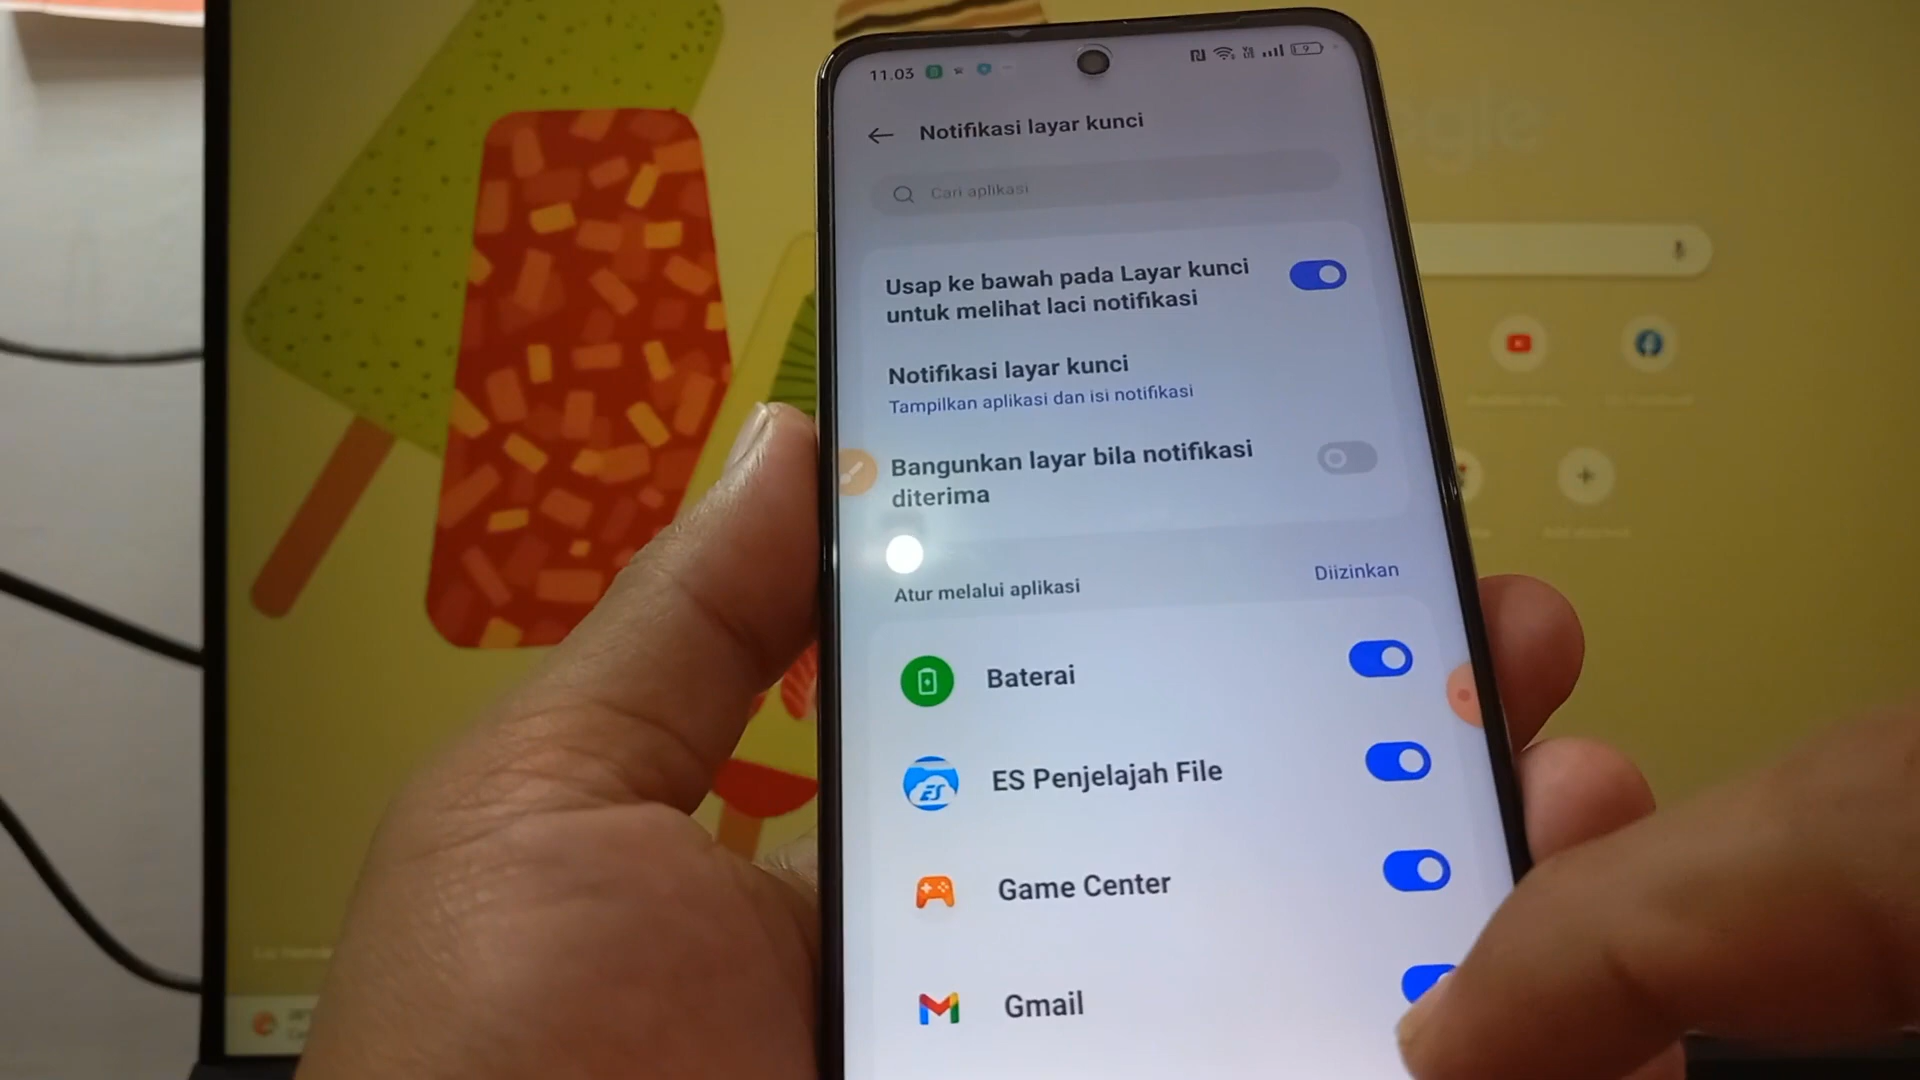 11.03
9
Notifikasi layar kunci
Cari aplikasi
Usap ke bawah pada Layar kunci
untuk melihat laci notifikasi
Notifikasi layar kunci
Tampilkan aplikasi dan isi notifikasi
Bangunkan layar bila notifikasi
diterima
Atur melalui aplikasi
Diizinkan
Baterai
ES
ES Penjelajah File
Game Center
Gmail